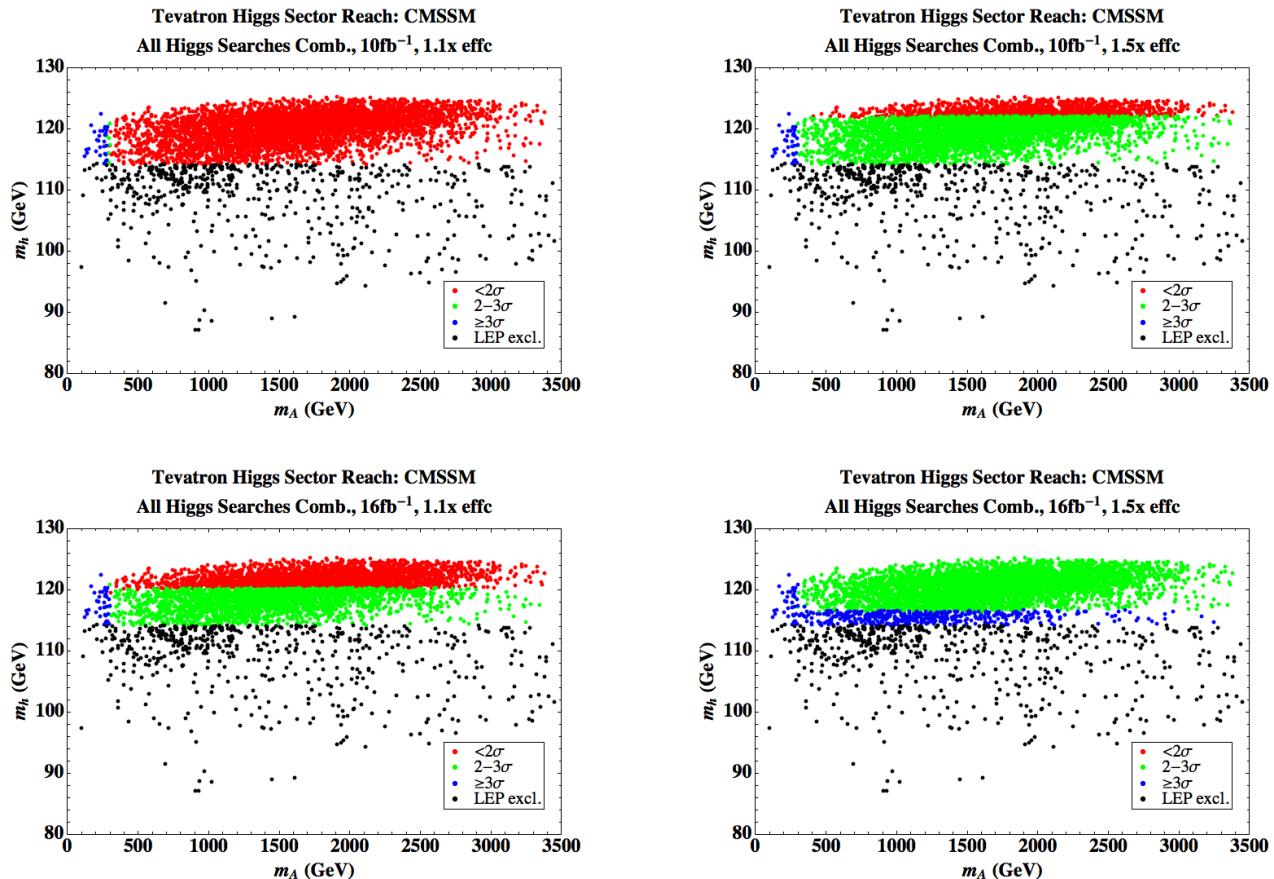 Tevatron Higgs Sector Reach: CMSSM
All Higgs Searches Comb., 10fb⁻¹, 1.1x effc
130
120
110
100
90
80
m_h (GeV)
<2σ
2−3σ
≥3σ
LEP excl.
0 500 1000 1500 2000 2500 3000 3500
m_A (GeV)
Tevatron Higgs Sector Reach: CMSSM
All Higgs Searches Comb., 10fb⁻¹, 1.5x effc
130
120
110
100
90
80
m_h (GeV)
<2σ
2−3σ
≥3σ
LEP excl.
0 500 1000 1500 2000 2500 3000 3500
m_A (GeV)
Tevatron Higgs Sector Reach: CMSSM
All Higgs Searches Comb., 16fb⁻¹, 1.1x effc
130
120
110
100
90
80
m_h (GeV)
<2σ
2−3σ
≥3σ
LEP excl.
0 500 1000 1500 2000 2500 3000 3500
m_A (GeV)
Tevatron Higgs Sector Reach: CMSSM
All Higgs Searches Comb., 16fb⁻¹, 1.5x effc
130
120
110
100
90
80
m_h (GeV)
<2σ
2−3σ
≥3σ
LEP excl.
0 500 1000 1500 2000 2500 3000 3500
m_A (GeV)